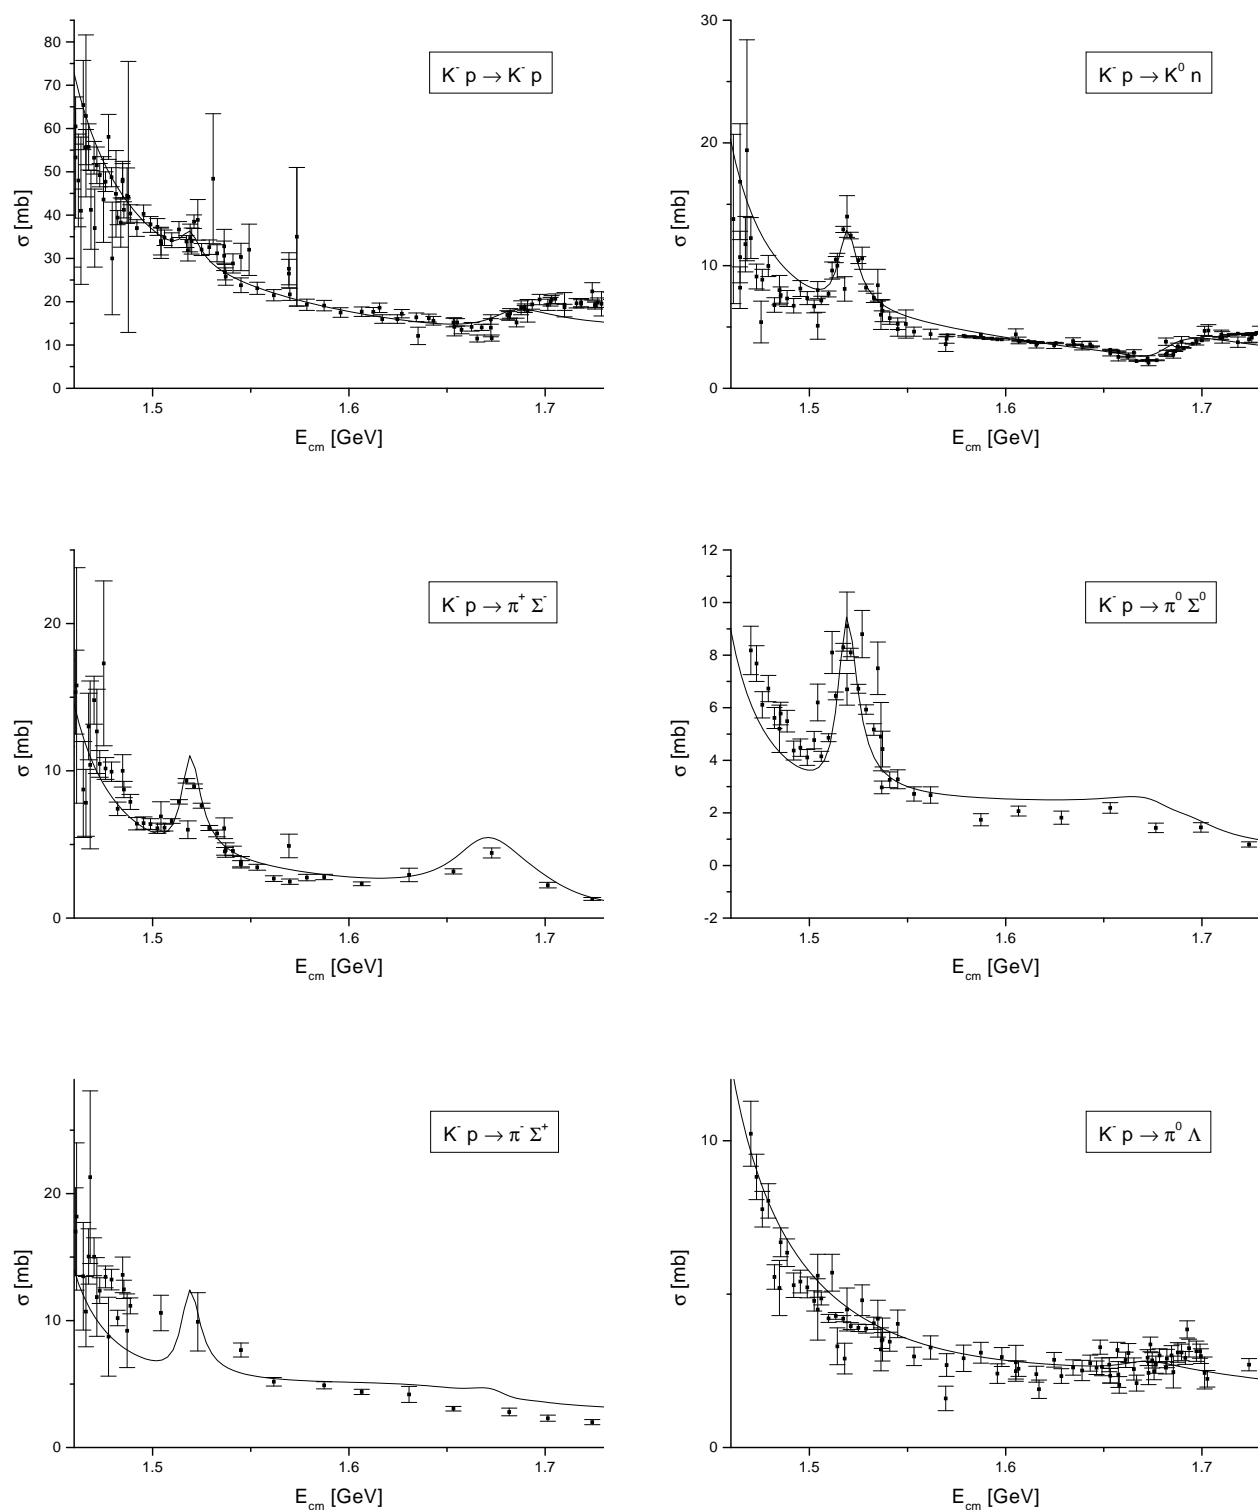 80
70
60
50
40
30
20
10
0
σ [mb]
K⁻ p → K⁻ p
1.5
1.6
1.7
E_cm [GeV]
30
20
10
0
σ [mb]
K⁻ p → K⁰ n
1.5
1.6
1.7
E_cm [GeV]
20
10
0
σ [mb]
K⁻ p → π⁺ Σ⁻
1.5
1.6
1.7
E_cm [GeV]
12
10
8
6
4
2
0
-2
σ [mb]
K⁻ p → π⁰ Σ⁰
1.5
1.6
1.7
E_cm [GeV]
20
10
0
σ [mb]
K⁻ p → π⁻ Σ⁺
1.5
1.6
1.7
E_cm [GeV]
10
0
σ [mb]
K⁻ p → π⁰ Λ
1.5
1.6
1.7
E_cm [GeV]